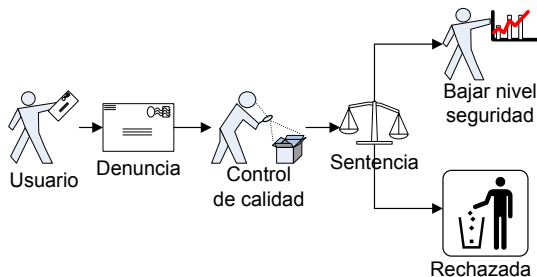 Usuario
Denuncia
Control
de calidad
Sentencia
Bajar nivel
seguridad
Rechazada